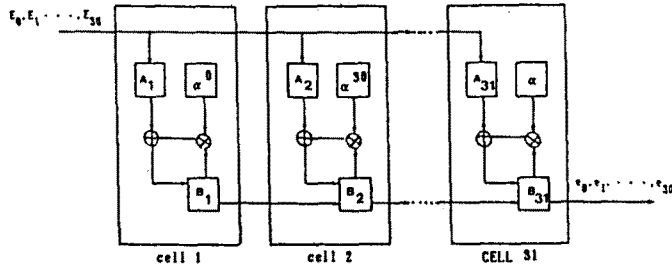 E₀,E₁,····,E₃₀
A₁ α⁰
A₂ α³⁰
A₃₁ α
B₁
B₂
B₃₁
e₀,e₁,·····,e₃₀
cell 1
cell 2
CELL 31